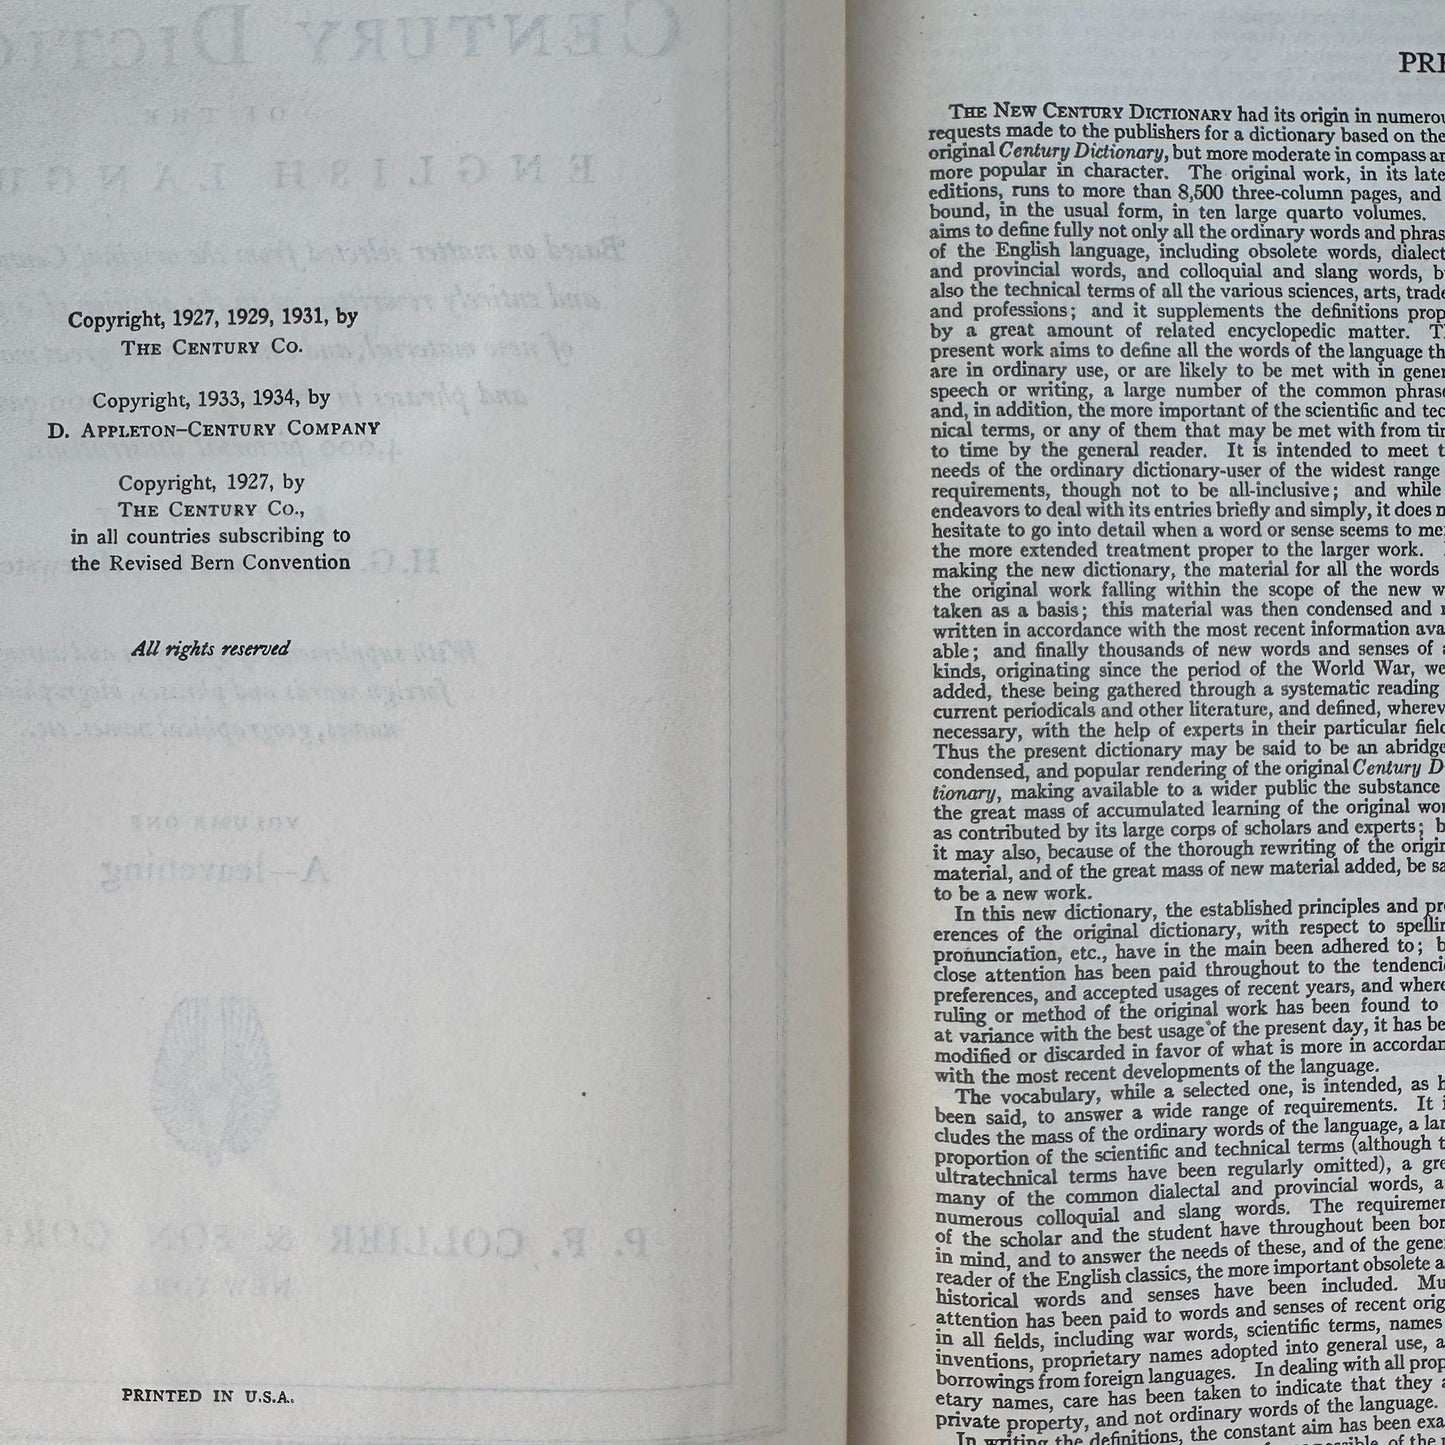 Copyright, 1927, 1929, 1931, by
THE CENTURY CO.
Copyright, 1933, 1934, by
D. APPLETON–CENTURY COMPANY
Copyright, 1927, by
THE CENTURY CO.,
in all countries subscribing to
the Revised Bern Convention
All rights reserved
PRINTED IN U.S.A.
PRE
THE NEW CENTURY DICTIONARY had its origin in numerou
requests made to the publishers for a dictionary based on the
original Century Dictionary, but more moderate in compass an
more popular in character. The original work, in its late
editions, runs to more than 8,500 three-column pages, and
bound, in the usual form, in ten large quarto volumes.
aims to define fully not only all the ordinary words and phras
of the English language, including obsolete words, dialect
and provincial words, and colloquial and slang words, b
also the technical terms of all the various sciences, arts, trade
and professions; and it supplements the definitions prop
by a great amount of related encyclopedic matter. T
present work aims to define all the words of the language th
are in ordinary use, or are likely to be met with in gener
speech or writing, a large number of the common phrase
and, in addition, the more important of the scientific and tec
nical terms, or any of them that may be met with from tim
to time by the general reader. It is intended to meet t
needs of the ordinary dictionary-user of the widest range
requirements, though not to be all-inclusive; and while
endeavors to deal with its entries briefly and simply, it does n
hesitate to go into detail when a word or sense seems to me
the more extended treatment proper to the larger work.
making the new dictionary, the material for all the words
the original work falling within the scope of the new w
taken as a basis; this material was then condensed and r
written in accordance with the most recent information ava
able; and finally thousands of new words and senses of a
kinds, originating since the period of the World War, we
added, these being gathered through a systematic reading
current periodicals and other literature, and defined, wherev
necessary, with the help of experts in their particular field
Thus the present dictionary may be said to be an abridge
condensed, and popular rendering of the original Century D
tionary, making available to a wider public the substance
the great mass of accumulated learning of the original wor
as contributed by its large corps of scholars and experts; b
it may also, because of the thorough rewriting of the origin
material, and of the great mass of new material added, be sa
to be a new work.
In this new dictionary, the established principles and pre
erences of the original dictionary, with respect to spellin
pronunciation, etc., have in the main been adhered to; b
close attention has been paid throughout to the tendenci
preferences, and accepted usages of recent years, and where
ruling or method of the original work has been found to
at variance with the best usage of the present day, it has be
modified or discarded in favor of what is more in accordan
with the most recent developments of the language.
The vocabulary, while a selected one, is intended, as h
been said, to answer a wide range of requirements. It i
cludes the mass of the ordinary words of the language, a lar
proportion of the scientific and technical terms (although t
ultratechnical terms have been regularly omitted), a gre
many of the common dialectal and provincial words, a
numerous colloquial and slang words. The requiremen
of the scholar and the student have throughout been bor
in mind, and to answer the needs of these, and of the gene
reader of the English classics, the more important obsolete a
historical words and senses have been included. Mu
attention has been paid to words and senses of recent orig
in all fields, including war words, scientific terms, names
inventions, proprietary names adopted into general use, a
borrowings from foreign languages. In dealing with all prop
etary names, care has been taken to indicate that they a
private property, and not ordinary words of the language.
In writing the definitions, the constant aim has been exa